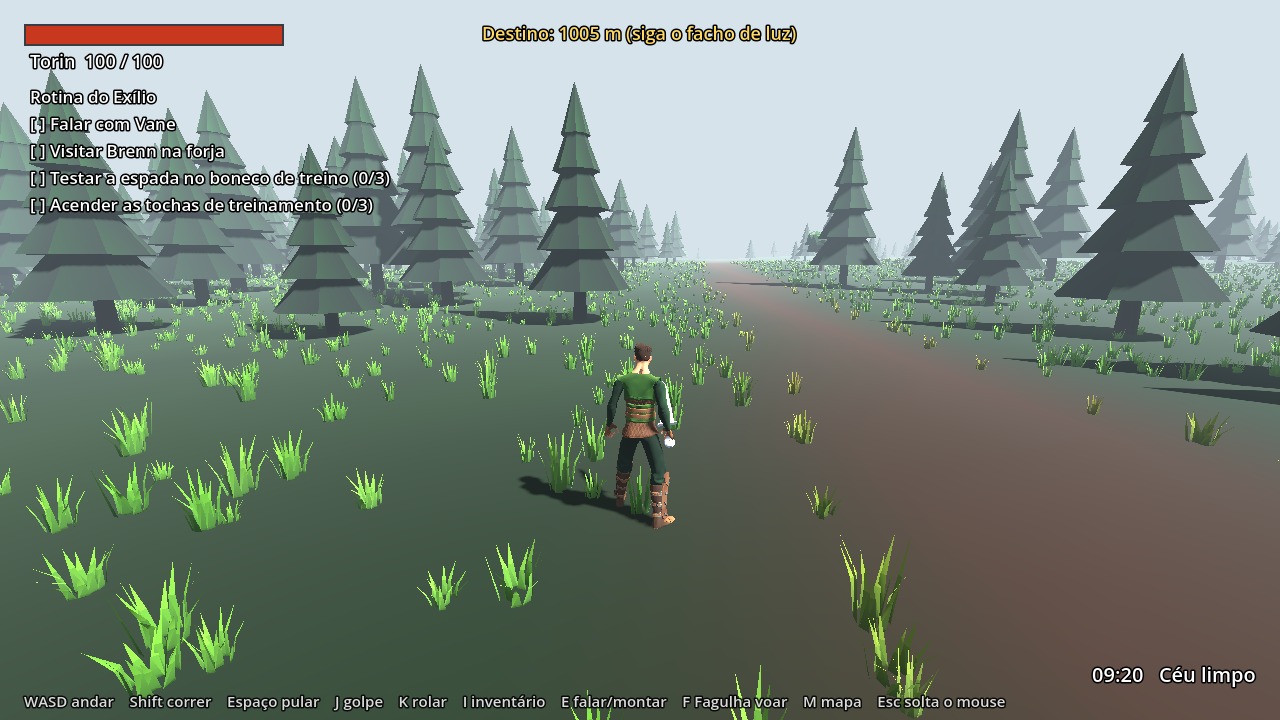 Destino: 1005 m (siga o facho de luz)
Torin 100 / 100
Rotina do Exílio
[ ] Falar com Vane
[ ] Visitar Brenn na forja
[ ] Testar a espada no boneco de treino (0/3)
[ ] Acender as tochas de treinamento (0/3)
09:20 Céu limpo
WASD andar Shift correr Espaço pular J golpe K rolar I inventário E falar/montar F Fagulha voar M mapa Esc solta o mouse